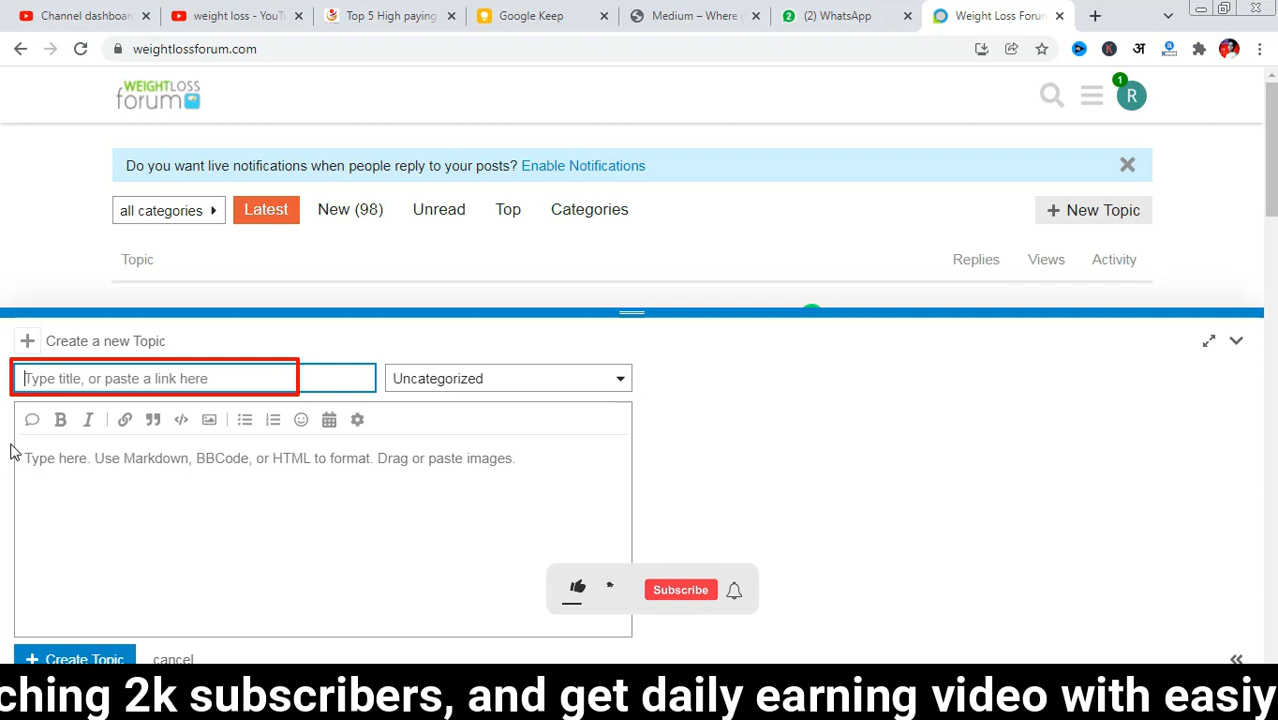 Channel dashboar
weight loss - YouTu
Top 5 High paying
Google Keep
Medium – Where
(2) WhatsApp
Weight Loss Forum
weightlossforum.com
अ
WEIGHTLOSS
forum
1
R
Do you want live notifications when people reply to your posts? Enable Notifications
all categories
Latest
New (98)
Unread
Top
Categories
New Topic
Topic
Replies
Views
Activity
Create a new Topic
Type title, or paste a link here
Uncategorized
B I
Type here. Use Markdown, BBCode, or HTML to format. Drag or paste images.
Subscribe
Create Topic
cancel
ching 2k subscribers, and get daily earning video with easiy